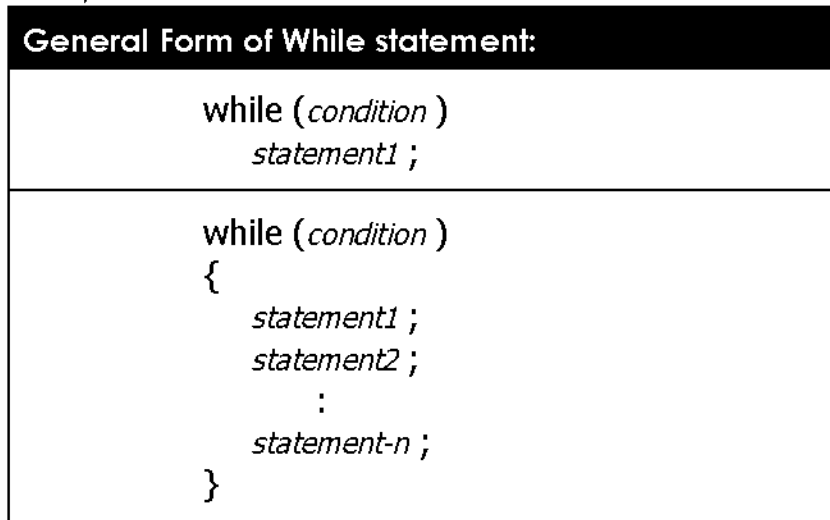 General Form of While statement:
while (condition )
statement1 ;
while (condition )
{
statement1 ;
statement2 ;
:
statement-n ;
}